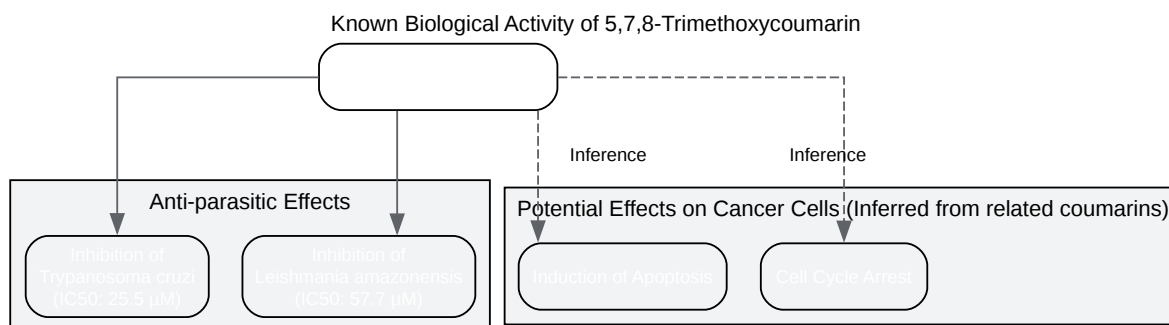 Known Biological Activity of 5,7,8-Trimethoxycoumarin
Inference
Inference
Anti-parasitic Effects
Potential Effects on Cancer Cells (Inferred from related coumarins)
Inhibition of
Trypanosoma cruzi
(IC50: 25.5 µM)
Inhibition of
Leishmania amazonensis
(IC50: 57.7 µM)
Induction of Apoptosis
Cell Cycle Arrest